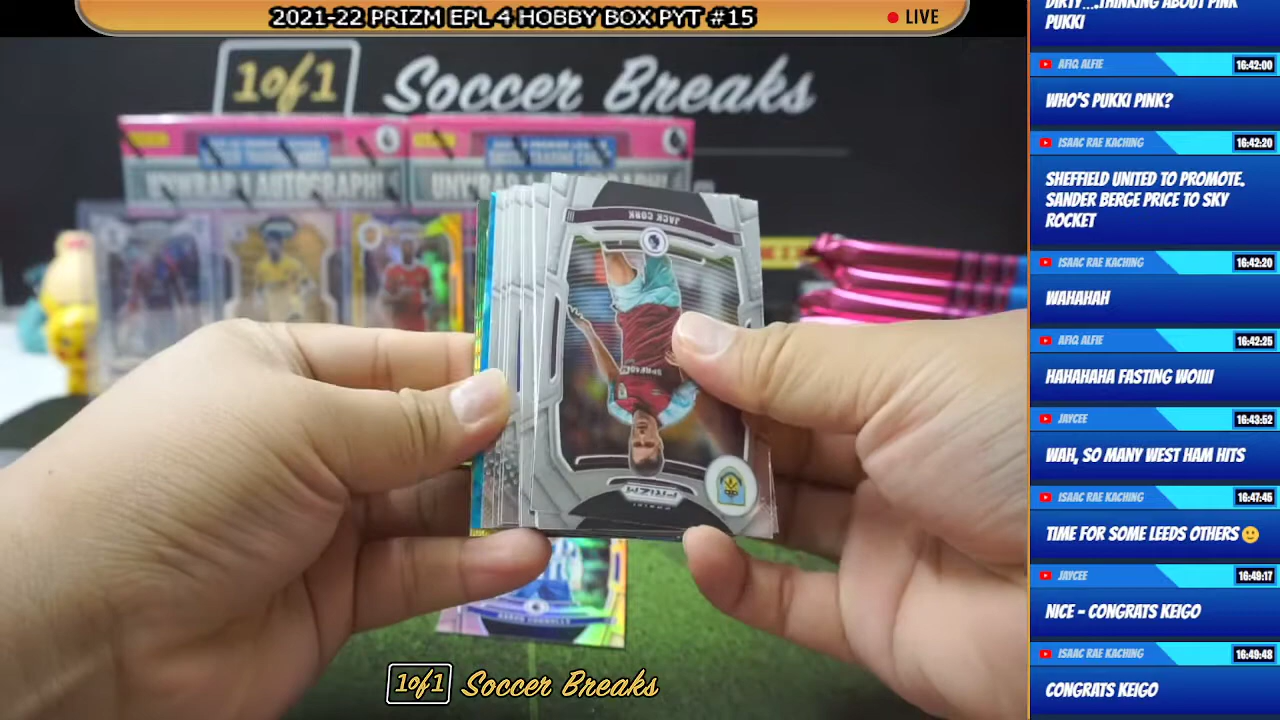 2021-22 PRIZM EPL 4 HOBBY BOX PYT #15
LIVE
1of1 Soccer Breaks
JACK CORK
PRIZM
AARON CONNOLLY
1of1 Soccer Breaks
PUKKI
AFIQ ALFIE 16:42:00
WHO'S PUKKI PINK?
ISAAC RAE KACHING 16:42:20
SHEFFIELD UNITED TO PROMOTE.
SANDER BERGE PRICE TO SKY
ROCKET
ISAAC RAE KACHING 16:42:20
WAHAHAH
AFIQ ALFIE 16:42:25
HAHAHAHA FASTING WOIIII
JAYCEE 16:43:52
WAH, SO MANY WEST HAM HITS
ISAAC RAE KACHING 16:47:45
TIME FOR SOME LEEDS OTHERS 🙂
JAYCEE 16:49:17
NICE - CONGRATS KEIGO
ISAAC RAE KACHING 16:49:48
CONGRATS KEIGO